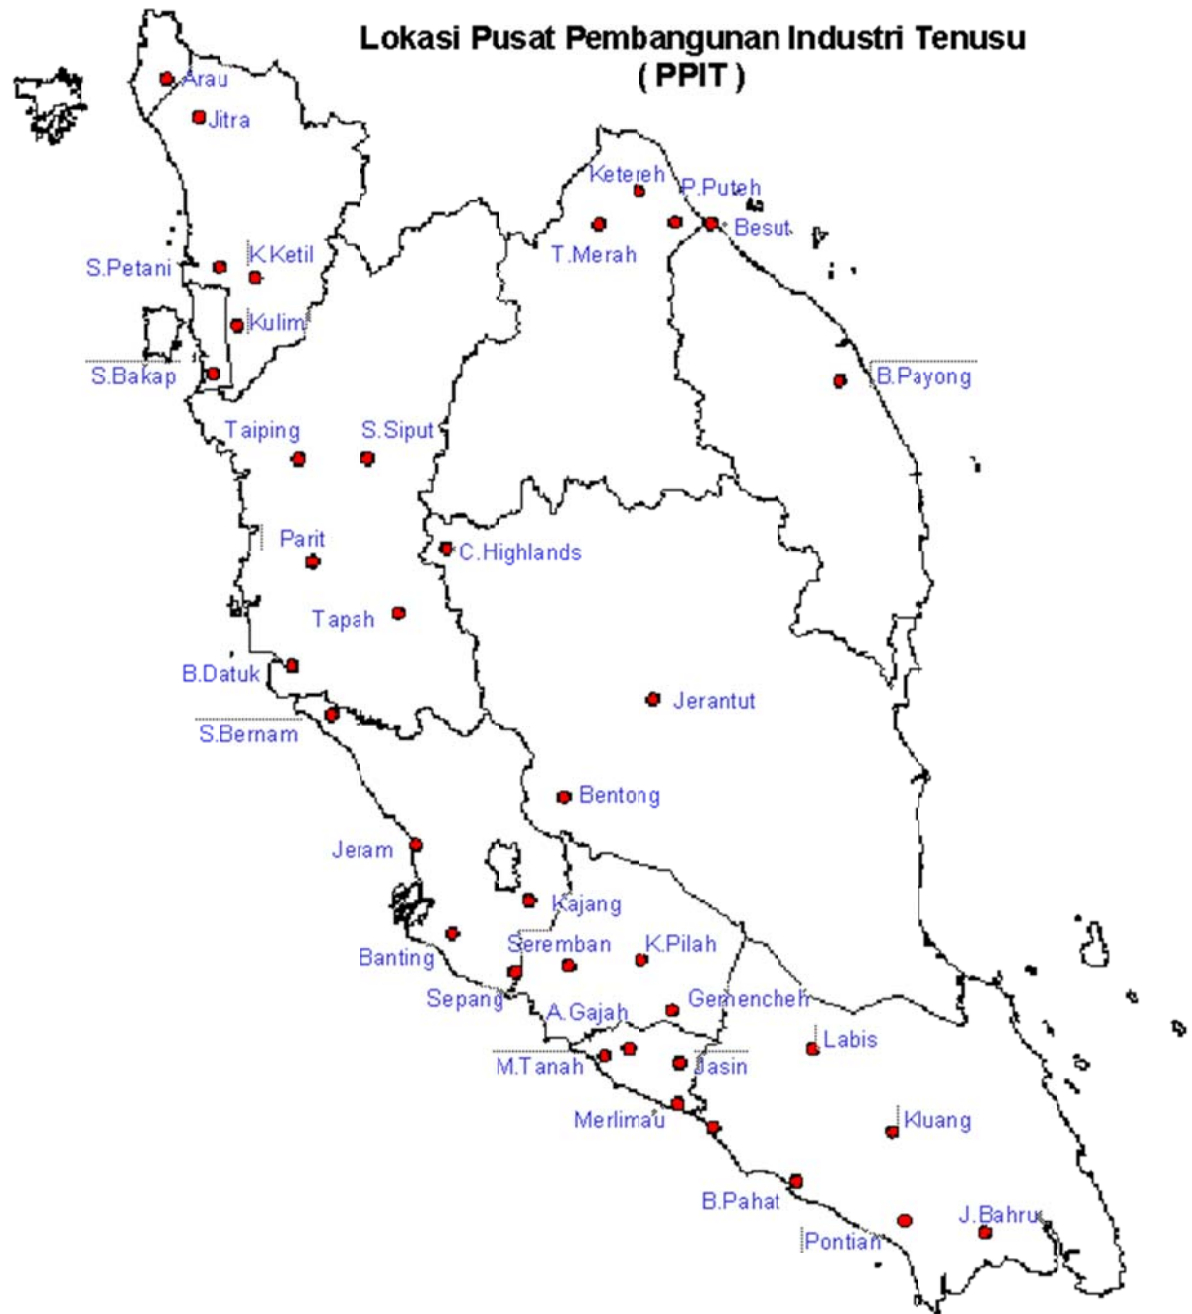 Lokasi Pusat Pembangunan Industri Tenusu
( PPIT )
Arau
Jitra
Ketereh
P.Puteh
Besut
T.Merah
K.Ketil
S.Petani
Kulim
S.Bakap
B.Payong
Taiping
S.Siput
Parit
C.Highlands
Tapah
B.Datuk
Jerantut
S.Bernam
Bentong
Jeram
Kajang
Seremban
K.Pilah
Banting
Sepang
Gemencheh
A.Gajah
Labis
M.Tanah
Jasin
Merlimau
Kluang
B.Pahat
J.Bahru
Pontian